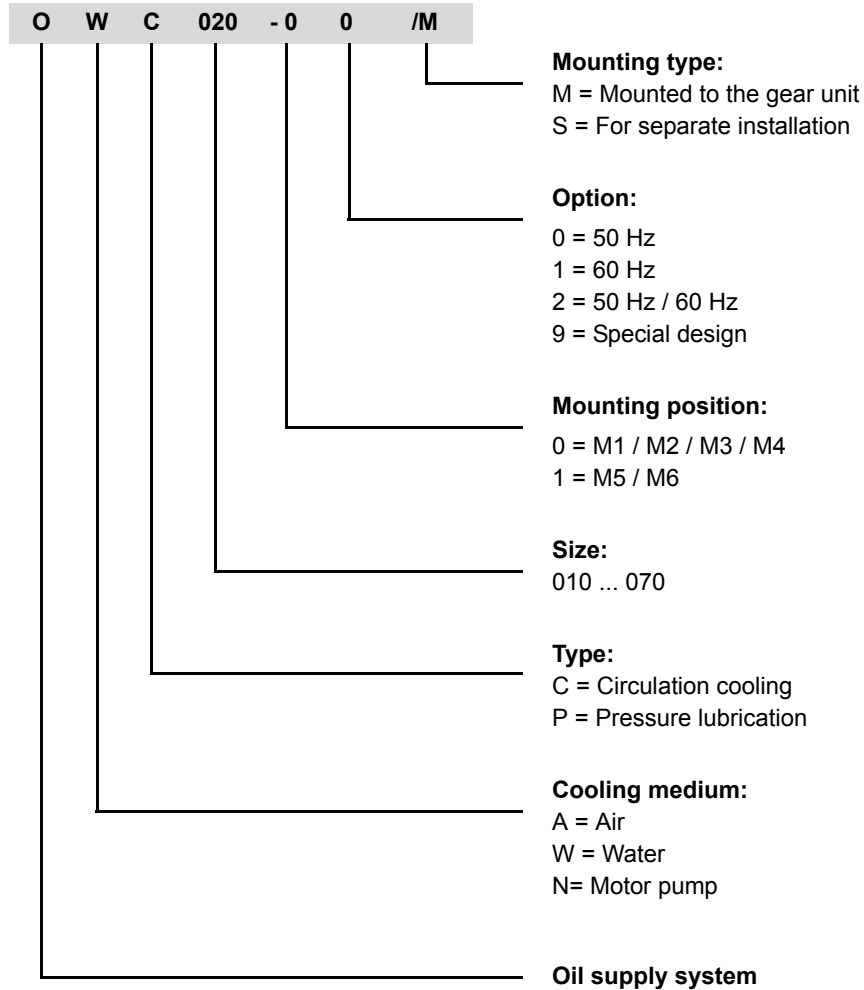 O W C 020 - 0 0 /M
Mounting type:
M = Mounted to the gear unit
S = For separate installation
Option:
0 = 50 Hz
1 = 60 Hz
2 = 50 Hz / 60 Hz
9 = Special design
Mounting position:
0 = M1 / M2 / M3 / M4
1 = M5 / M6
Size:
010 ... 070
Type:
C = Circulation cooling
P = Pressure lubrication
Cooling medium:
A = Air
W = Water
N= Motor pump
Oil supply system